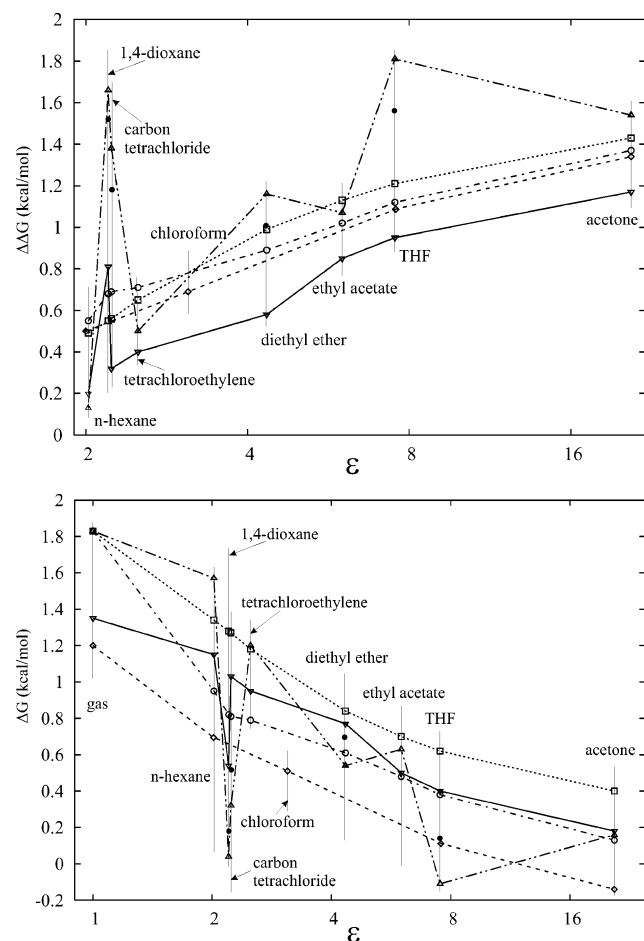 2
1.8
1.6
1.4
1.2
1
0.8
0.6
0.4
0.2
0
ΔΔG (kcal/mol)
1,4-dioxane
carbon
tetrachloride
chloroform
acetone
THF
ethyl acetate
diethyl ether
tetrachloroethylene
n-hexane
2 4 8 16
ε
2
1.8
1.6
1.4
1.2
1
0.8
0.6
0.4
0.2
0
-0.2
ΔG (kcal/mol)
1,4-dioxane
tetrachloroethylene
diethyl ether
ethyl acetate
THF
gas
acetone
n-hexane
chloroform
carbon
tetrachloride
1 2 4 8 16
ε